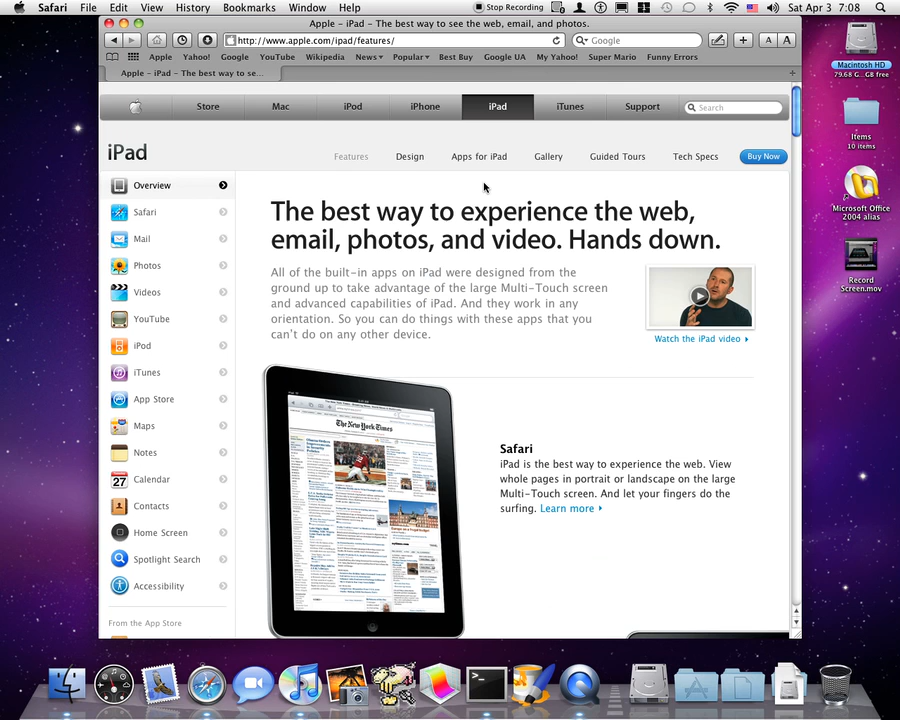 Safari File Edit View History Bookmarks Window Help Stop Recording Sat Apr 3 7:08
Apple - iPad - The best way to see the web, email, and photos.
http://www.apple.com/ipad/features/ Google A A
Apple Yahoo! Google YouTube Wikipedia News Popular Best Buy Google UA My Yahoo! Super Mario Funny Errors
Apple - iPad - The best way to se...
Store Mac iPod iPhone iPad iTunes Support Search
iPad
Features Design Apps for iPad Gallery Guided Tours Tech Specs Buy Now
Overview
Safari
Mail
Photos
Videos
YouTube
iPod
iTunes
App Store
Maps
Notes
27 Calendar
Contacts
Home Screen
Spotlight Search
Accessibility
From the App Store
The best way to experience the web,
email, photos, and video. Hands down.
All of the built-in apps on iPad were designed from the
ground up to take advantage of the large Multi-Touch screen
and advanced capabilities of iPad. And they work in any
orientation. So you can do things with these apps that you
can't do on any other device.
Watch the iPad video
The New York Times
Safari
iPad is the best way to experience the web. View
whole pages in portrait or landscape on the large
Multi-Touch screen. And let your fingers do the
surfing. Learn more
Macintosh HD
79.68 G...GB free
Items
10 items
Microsoft Office
2004 alias
Record
Screen.mov